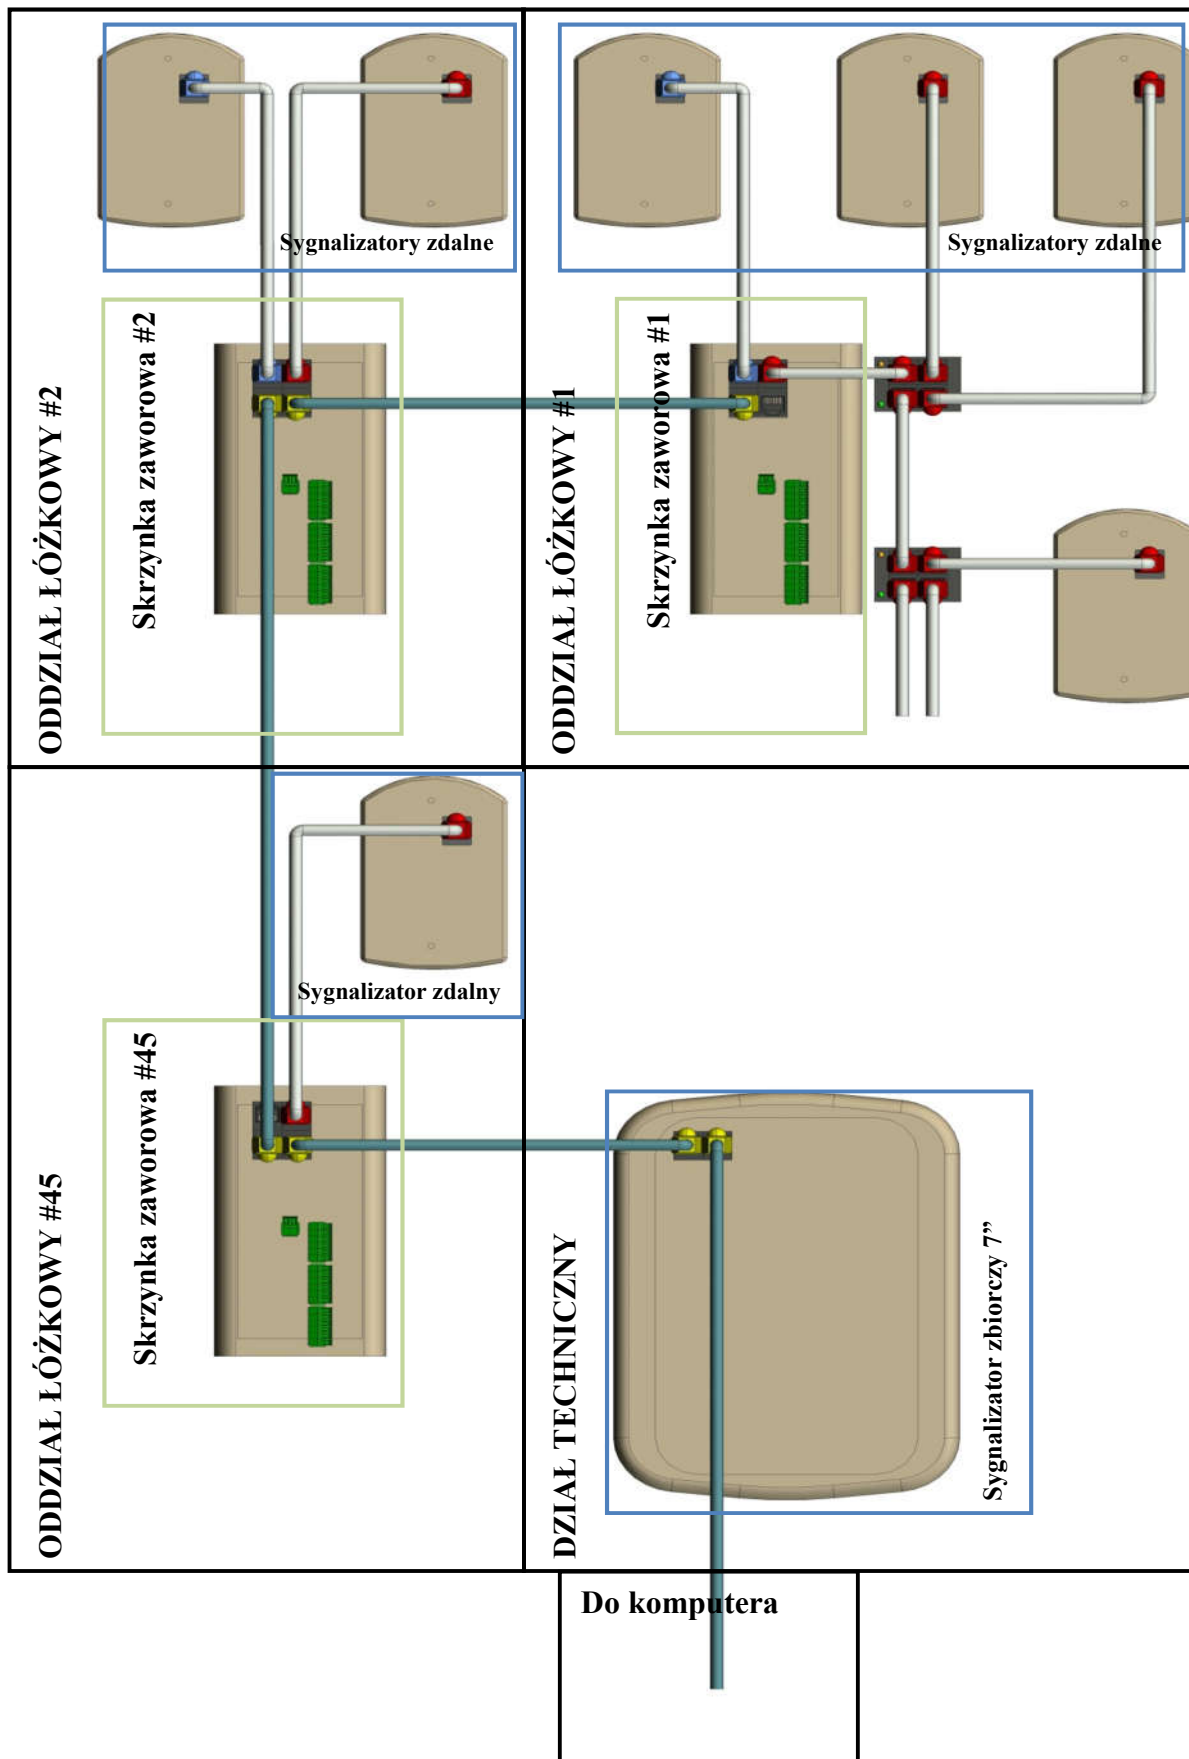 Sygnalizatory zdalne
Skrzynka zaworowa #2
ODDZIAŁ ŁÓŻKOWY #2
Sygnalizatory zdalne
Skrzynka zaworowa #1
ODDZIAŁ ŁÓŻKOWY #1
Sygnalizator zdalny
Skrzynka zaworowa #45
ODDZIAŁ ŁÓŻKOWY #45
DZIAŁ TECHNICZNY
Sygnalizator zbiorczy 7”
Do komputera